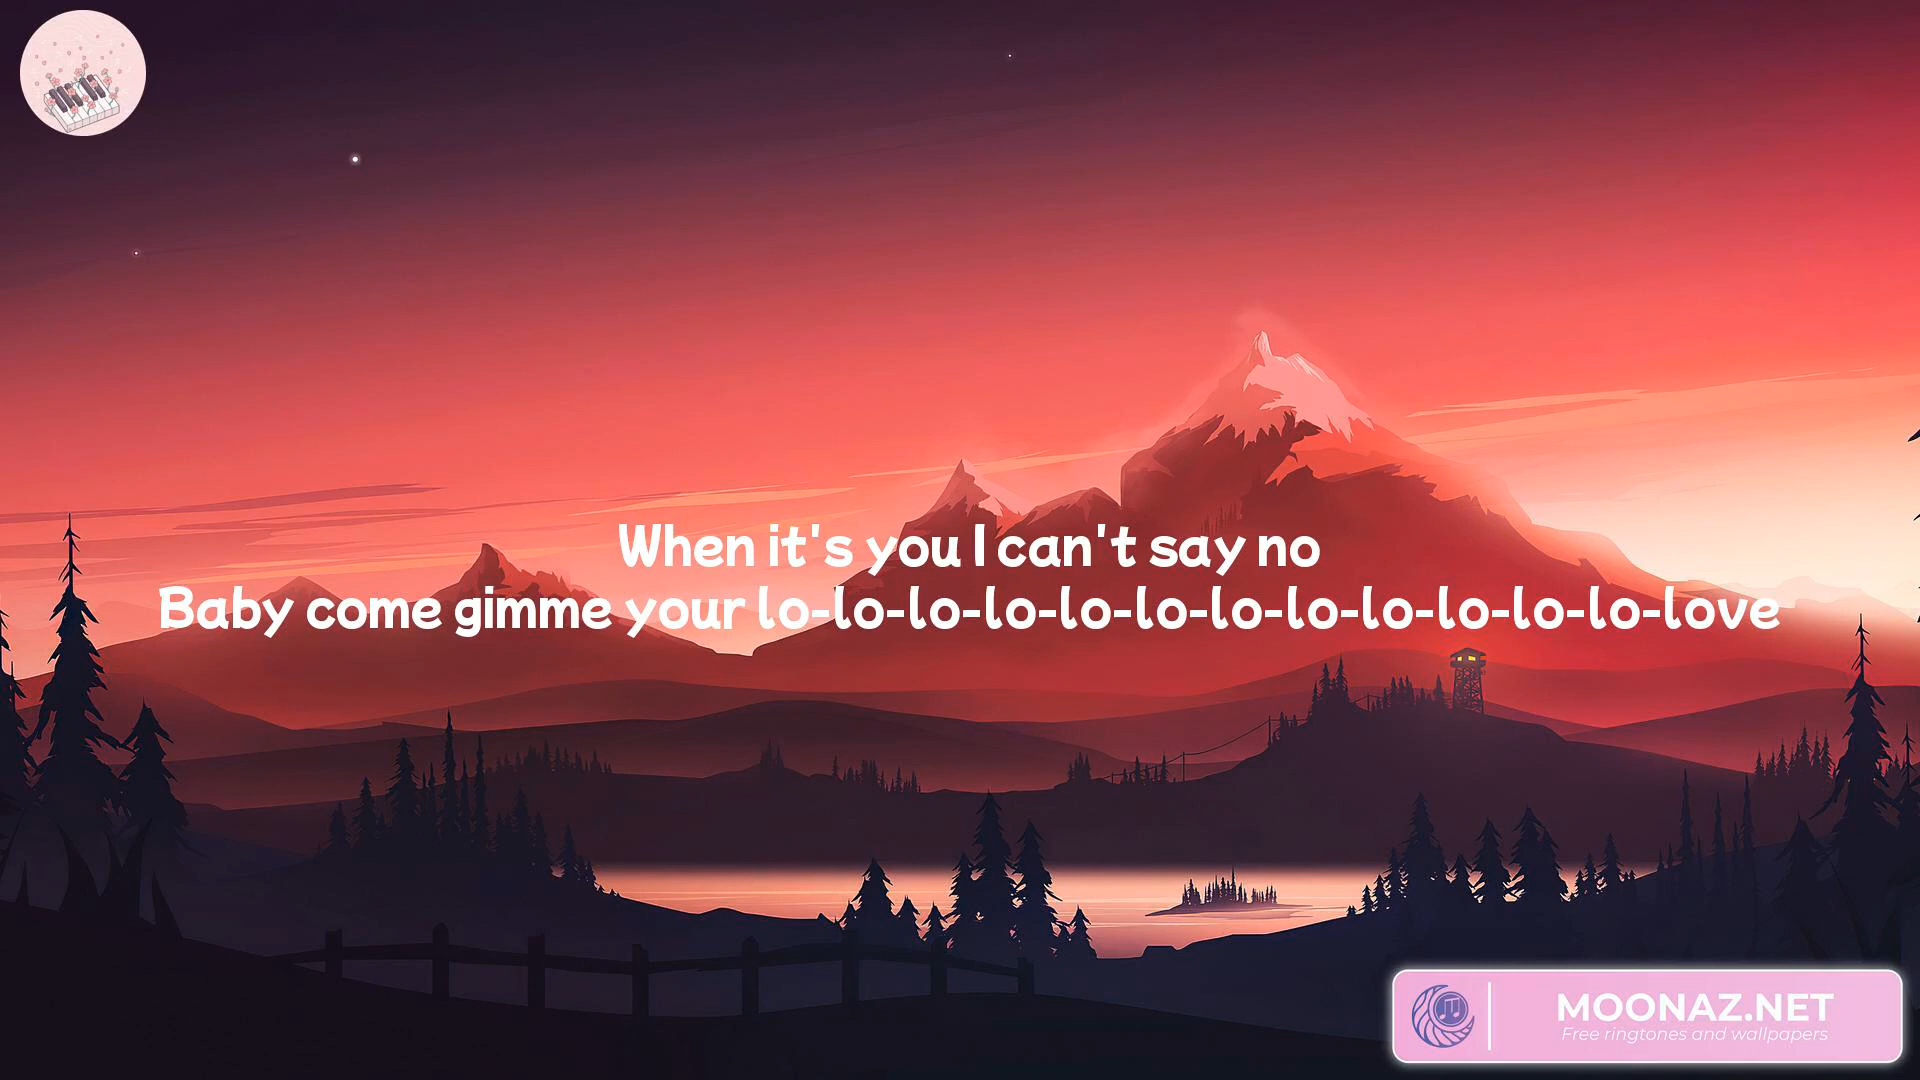 When it's you I can't say no
Baby come gimme your lo-lo-lo-lo-lo-lo-lo-lo-lo-lo-lo-lo-love
MOONAZ.NET
Free ringtones and wallpapers